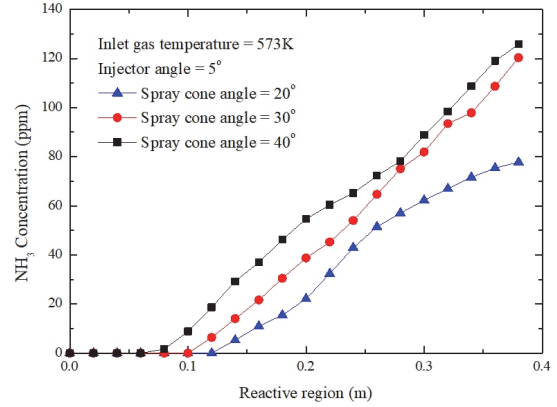 140
120
100
80
60
40
20
0
NH3 Concentration (ppm)
Inlet gas temperature = 573K
Injector angle = 5°
Spray cone angle = 20°
Spray cone angle = 30°
Spray cone angle = 40°
0.0 0.1 0.2 0.3 0.4
Reactive region (m)